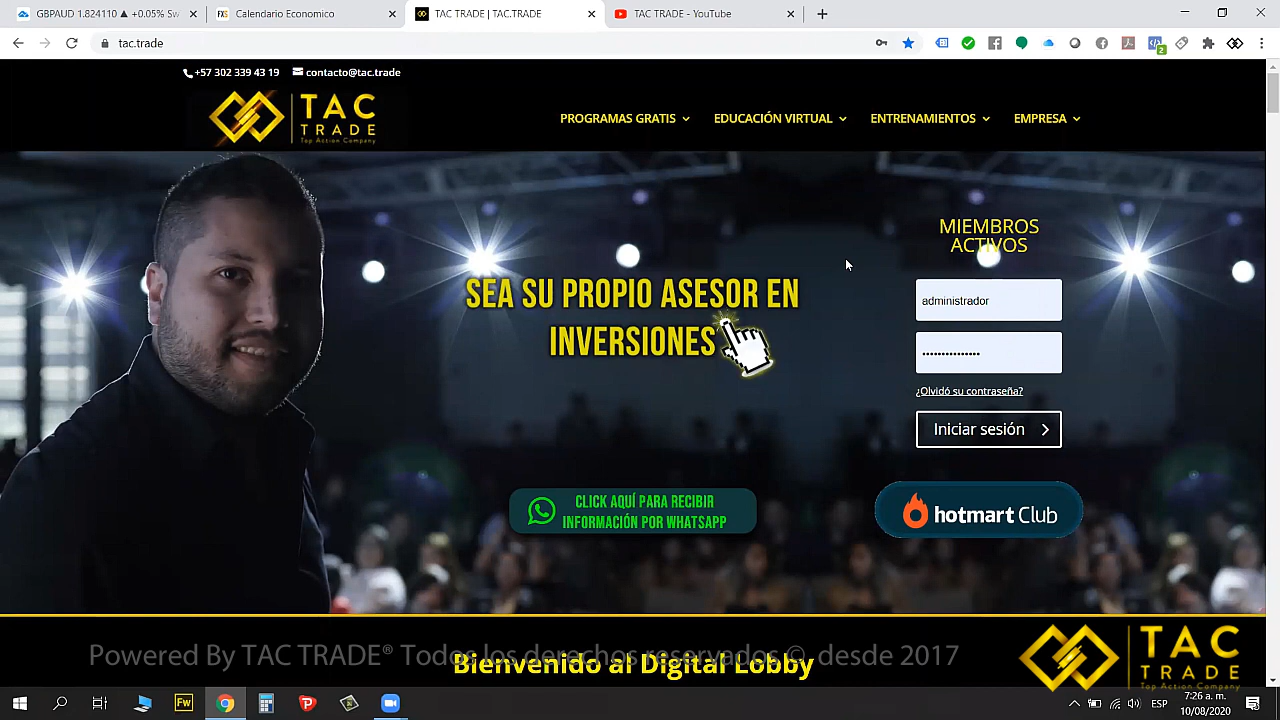 GBPAUD 1.824110 ▲ +0.05% Sw
Calendario Economico
TAC TRADE | TAC.TRADE
TAC TRADE - YouTube
tac.trade
2
+57 302 339 43 19
contacto@tac.trade
TAC
TRADE
Top Action Company
PROGRAMAS GRATIS
EDUCACIÓN VIRTUAL
ENTRENAMIENTOS
EMPRESA
MIEMBROS
ACTIVOS
SEA SU PROPIO ASESOR EN
INVERSIONES
administrador
¿Olvidó su contraseña?
Iniciar sesión
CLICK AQUÍ PARA RECIBIR
INFORMACIÓN POR WHATSAPP
hotmart Club
Powered By TAC TRADE® Todos los derechos reservados ©, desde 2017
Bienvenido al Digital Lobby
TAC
TRADE
Top Action Company
Fw
ESP
7:26 a. m.
10/08/2020